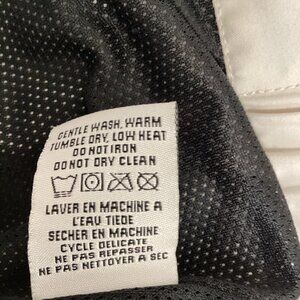 GENTLE WASH, WARM
TUMBLE DRY, LOW HEAT
DO NOT IRON
DO NOT DRY CLEAN
LAVER EN MACHINE A
L'EAU TIEDE
SECHER EN MACHINE
CYCLE DELICATE
NE PAS REPASSER
NE PAS NETTOYER A SEC